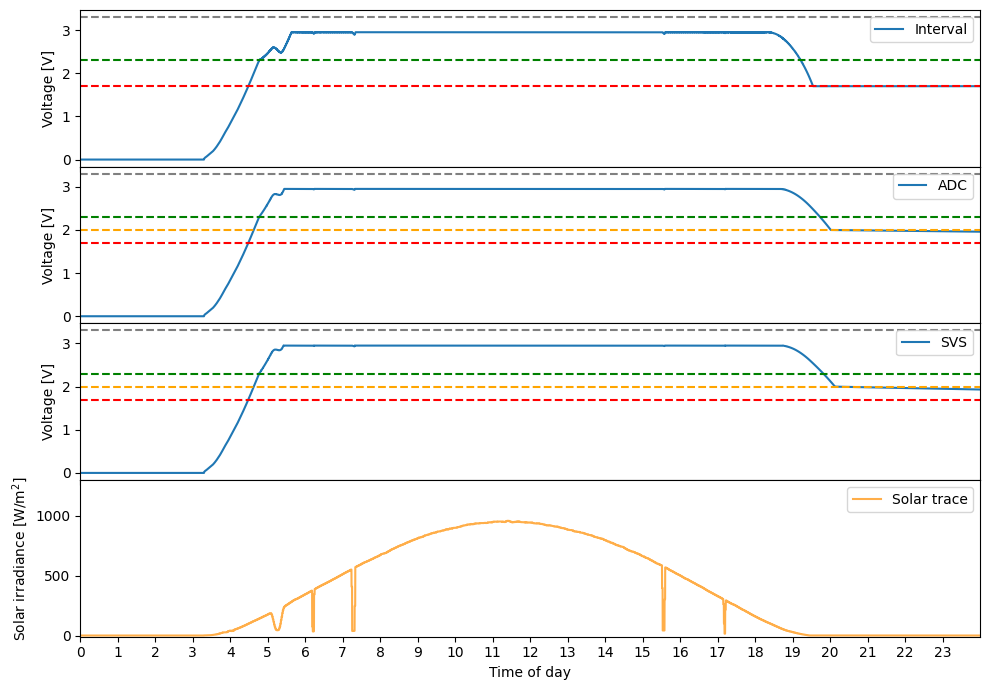 Voltage [V]
3
2
1
0
Interval
Voltage [V]
3
2
1
0
ADC
Voltage [V]
3
2
1
0
SVS
Solar irradiance [W/m²]
1000
500
0
Solar trace
0 1 2 3 4 5 6 7 8 9 10 11 12 13 14 15 16 17 18 19 20 21 22 23
Time of day